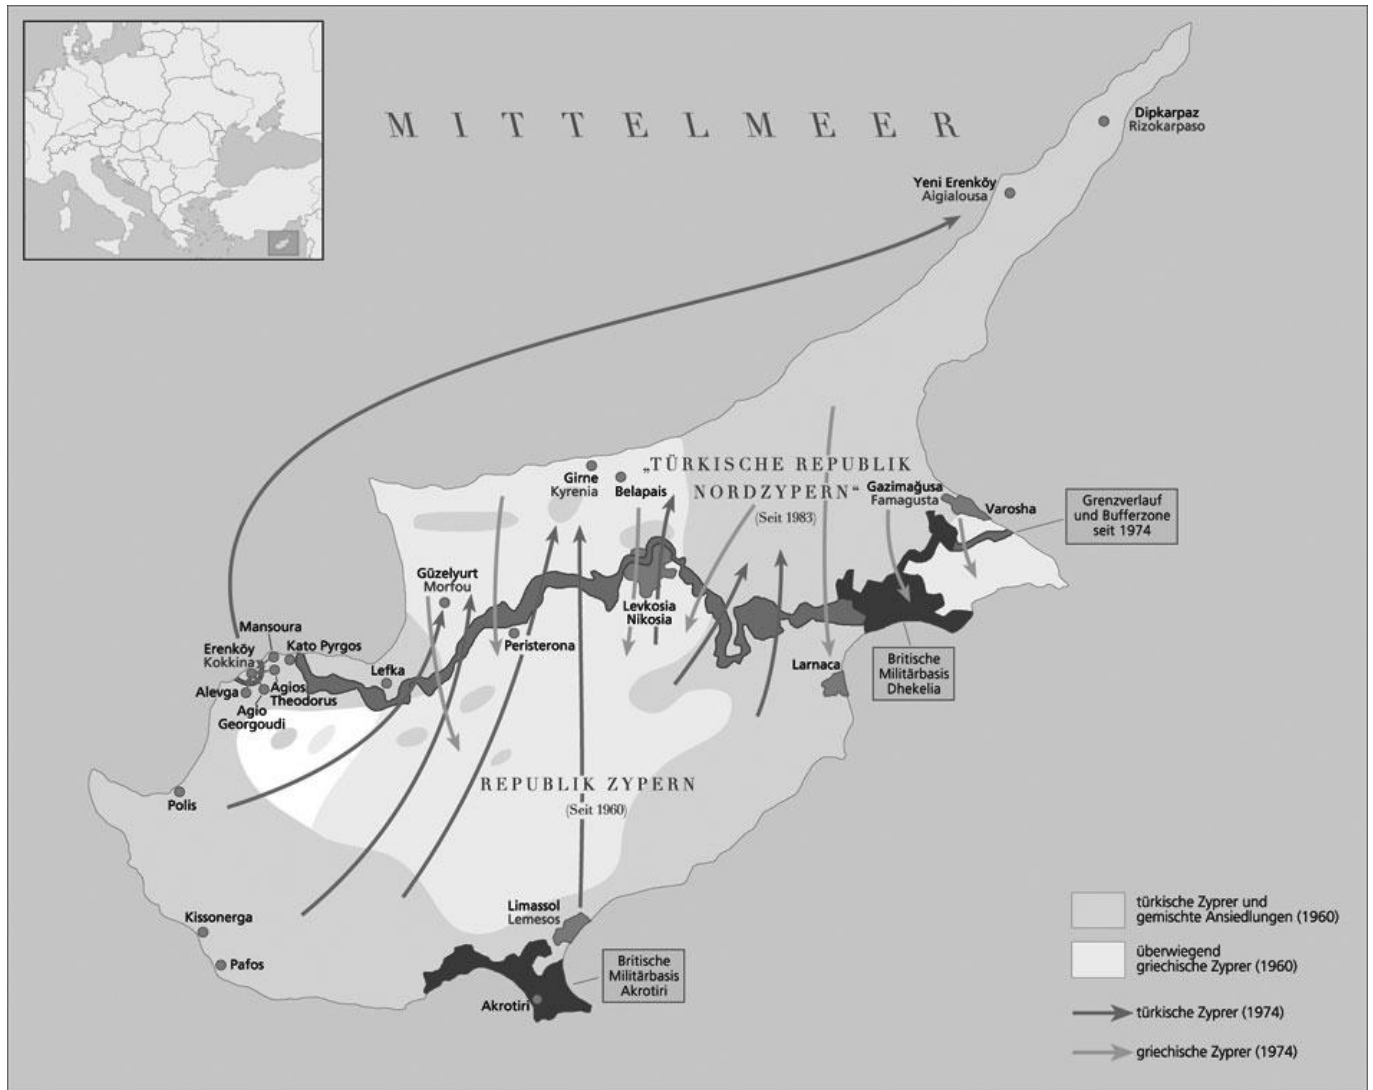 MITTELMEER
Dipkarpaz
Rizokarpaso
Yeni Erenköy
Aigialousa
„TÜRKISCHE REPUBLIK
NORDZYPERN“
(Seit 1983)
Girne
Kyrenia
Belapais
Gazimağusa
Famagusta
Varosha
Grenzverlauf
und Bufferzone
seit 1974
Güzelyurt
Morfou
Levkosia
Nikosia
Peristerona
Mansoura
Erenköy
Kokkina
Kato Pyrgos
Lefka
Alevga
Agios
Theodorus
Agio
Georgoudi
Larnaca
Britische
Militärbasis
Dhekelia
Polis
REPUBLIK ZYPERN
(Seit 1960)
Kissonerga
Pafos
Limassol
Lemesos
Akrotiri
Britische
Militärbasis
Akrotiri
türkische Zyprer und
gemischte Ansiedlungen (1960)
überwiegend
griechische Zyprer (1960)
türkische Zyprer (1974)
griechische Zyprer (1974)